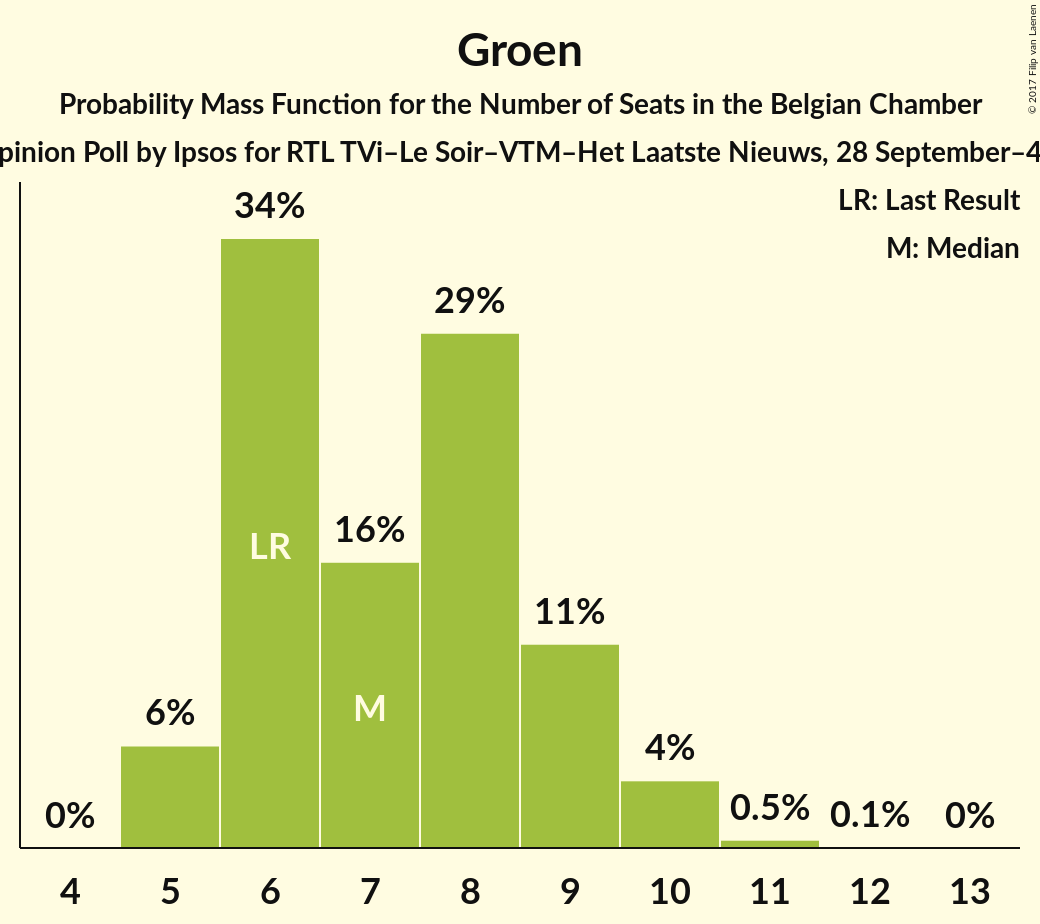 Groen
Probability Mass Function for the Number of Seats in the Belgian Chamber
pinion Poll by Ipsos for RTL TVi–Le Soir–VTM–Het Laatste Nieuws, 28 September–4
© 2017 Filip van Laenen
LR: Last Result
M: Median
34%
29%
16%
11%
6%
4%
0%
0.5%
0.1%
0%
LR
M
4 5 6 7 8 9 10 11 12 13